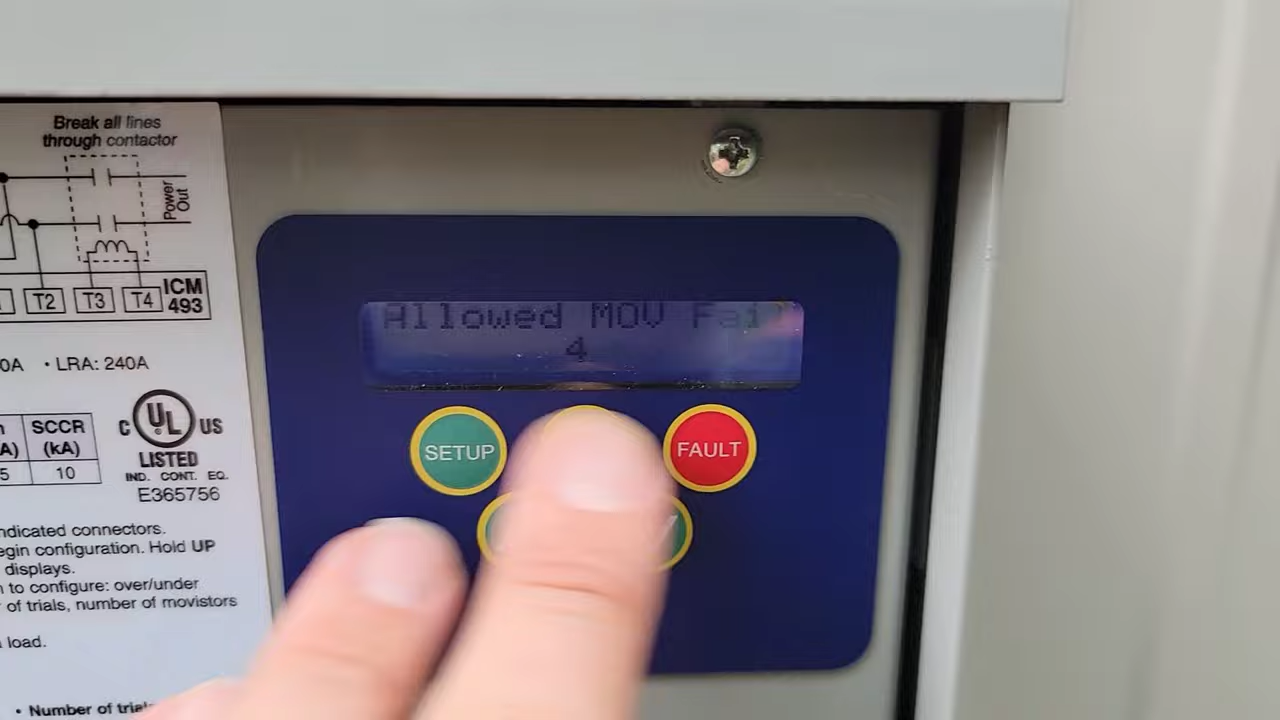 Break all lines
through contactor
Power
Out
T2 T3 T4 ICM
493
0A • LRA: 240A
SCCR
A) (kA)
5 10
C UL US
LISTED
IND. CONT. EQ.
E365756
ndicated connectors.
egin configuration. Hold UP
displays.
to configure: over/under
of trials, number of movistors
load.
• Number of trials
Allowed MOV Fail
4
SETUP
FAULT